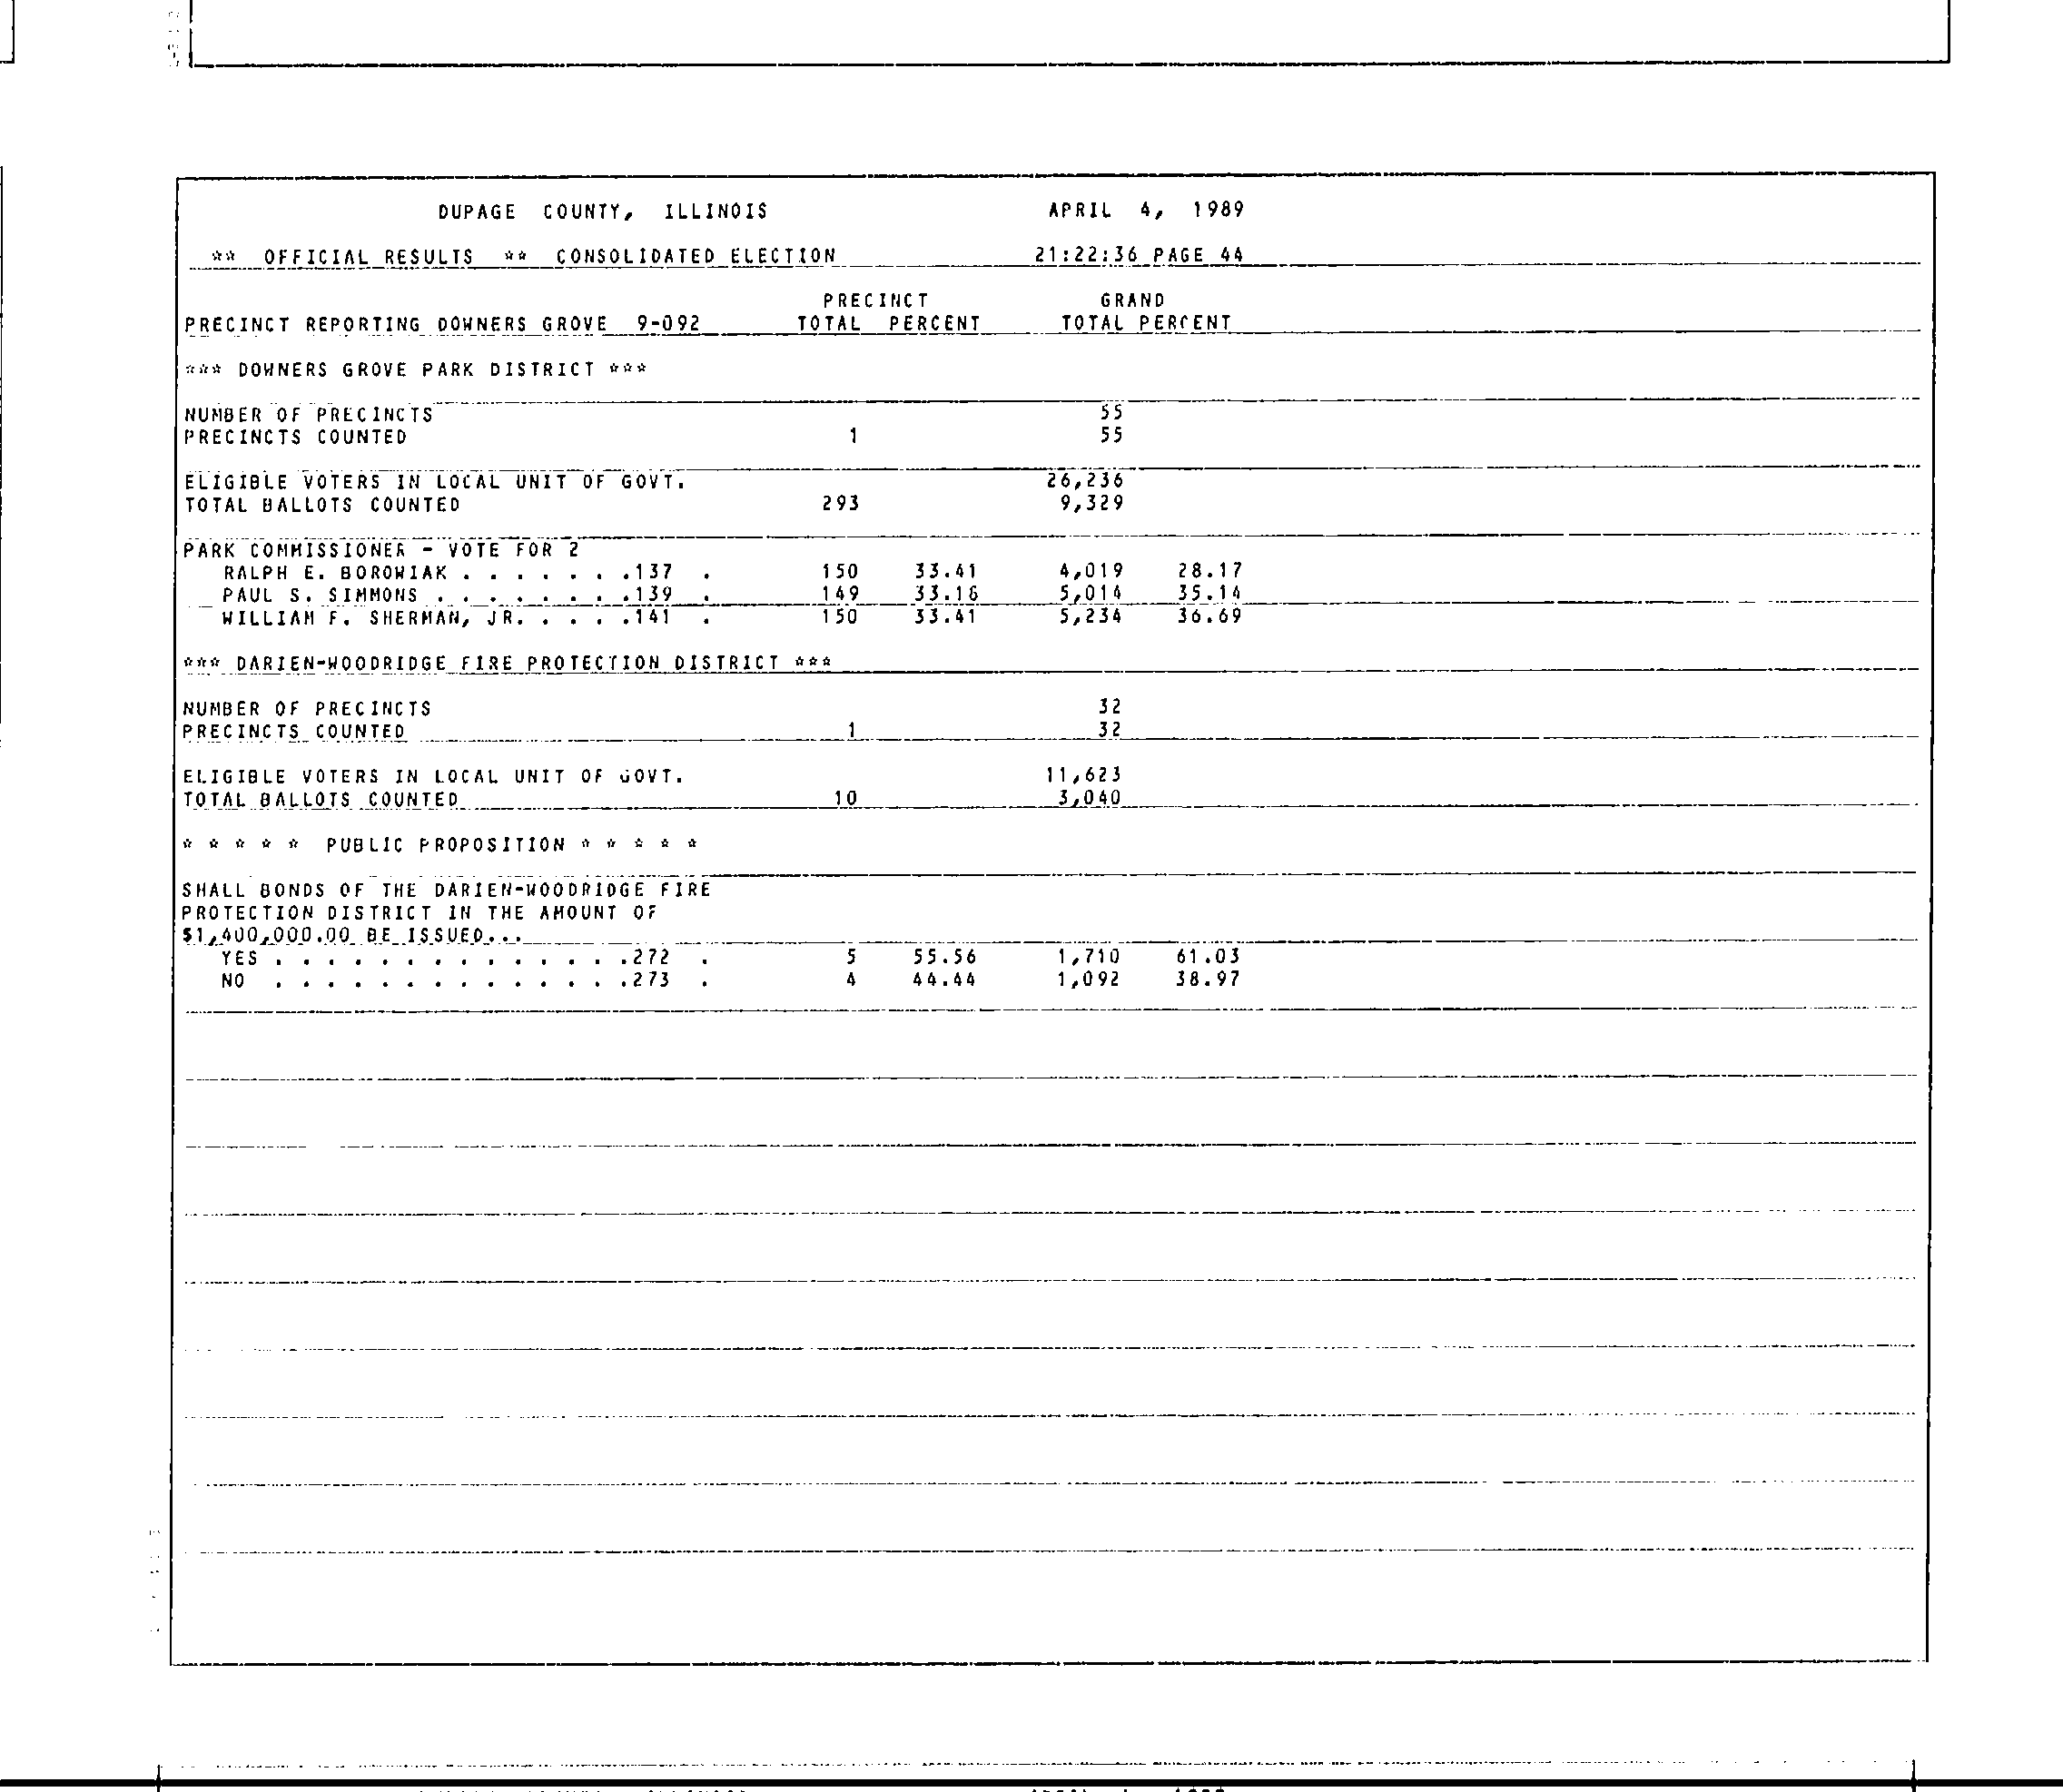 DUPAGE COUNTY, ILLINOIS APRIL 4, 1989
** OFFICIAL RESULTS ** CONSOLIDATED ELECTION 21:22:36 PAGE 44
PRECINCT GRAND
PRECINCT REPORTING DOWNERS GROVE 9-092 TOTAL PERCENT TOTAL PERCENT
*** DOWNERS GROVE PARK DISTRICT ***
NUMBER OF PRECINCTS 55
PRECINCTS COUNTED 1 55
ELIGIBLE VOTERS IN LOCAL UNIT OF GOVT. 26,236
TOTAL BALLOTS COUNTED 293 9,329
PARK COMMISSIONER - VOTE FOR 2
RALPH E. BOROWIAK . . . . . . .137 . 150 33.41 4,019 28.17
PAUL S. SIMMONS . . . . . . . .139 . 149 33.18 5,014 35.14
WILLIAM F. SHERMAN, JR. . . . .141 . 150 33.41 5,234 36.69
*** DARIEN-WOODRIDGE FIRE PROTECTION DISTRICT ***
NUMBER OF PRECINCTS 32
PRECINCTS COUNTED 1 32
ELIGIBLE VOTERS IN LOCAL UNIT OF GOVT. 11,623
TOTAL BALLOTS COUNTED 10 3,040
* * * * * PUBLIC PROPOSITION * * * * *
SHALL BONDS OF THE DARIEN-WOODRIDGE FIRE
PROTECTION DISTRICT IN THE AMOUNT OF
$1,400,000.00 BE ISSUED...
YES . . . . . . . . . . . . . .272 . 5 55.56 1,710 61.03
NO . . . . . . . . . . . . . .273 . 4 44.44 1,092 38.97